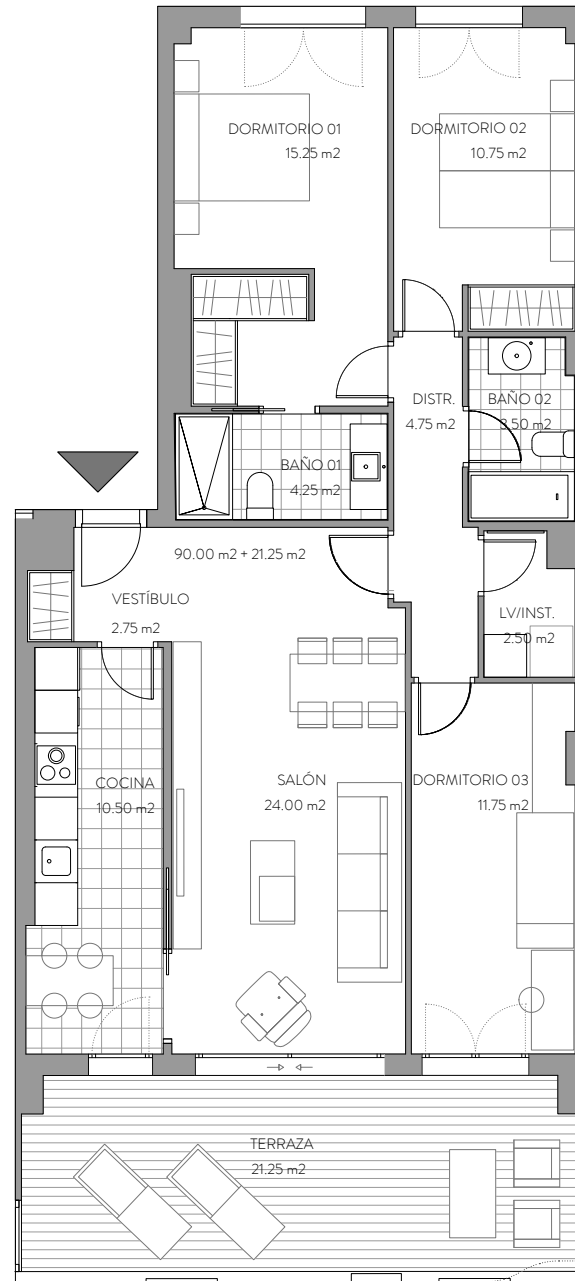 DORMITORIO 01
15.25 m2
DORMITORIO 02
10.75 m2
DISTR.
4.75 m2
BAÑO 02
3.50 m2
BAÑO 01
4.25 m2
90.00 m2 + 21.25 m2
VESTÍBULO
2.75 m2
LV/INST.
2.50 m2
COCINA
10.50 m2
SALÓN
24.00 m2
DORMITORIO 03
11.75 m2
TERRAZA
21.25 m2